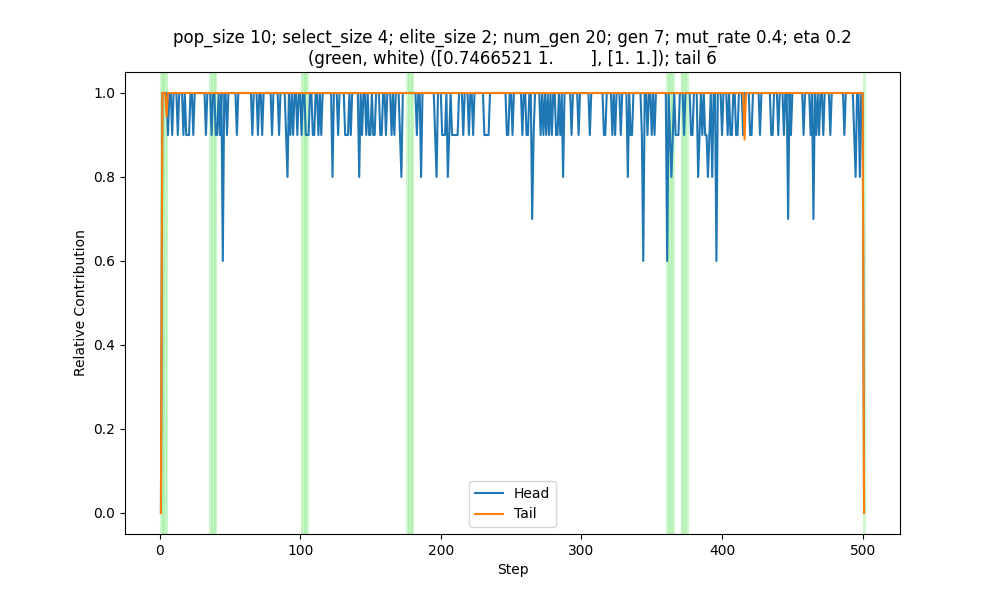 pop_size 10; select_size 4; elite_size 2; num_gen 20; gen 7; mut_rate 0.4; eta 0.2
(green, white) ([0.7466521 1.        ], [1. 1.]); tail 6
1.0
0.8
0.6
0.4
0.2
0.0
Relative Contribution
Head
Tail
0
100
200
300
400
500
Step